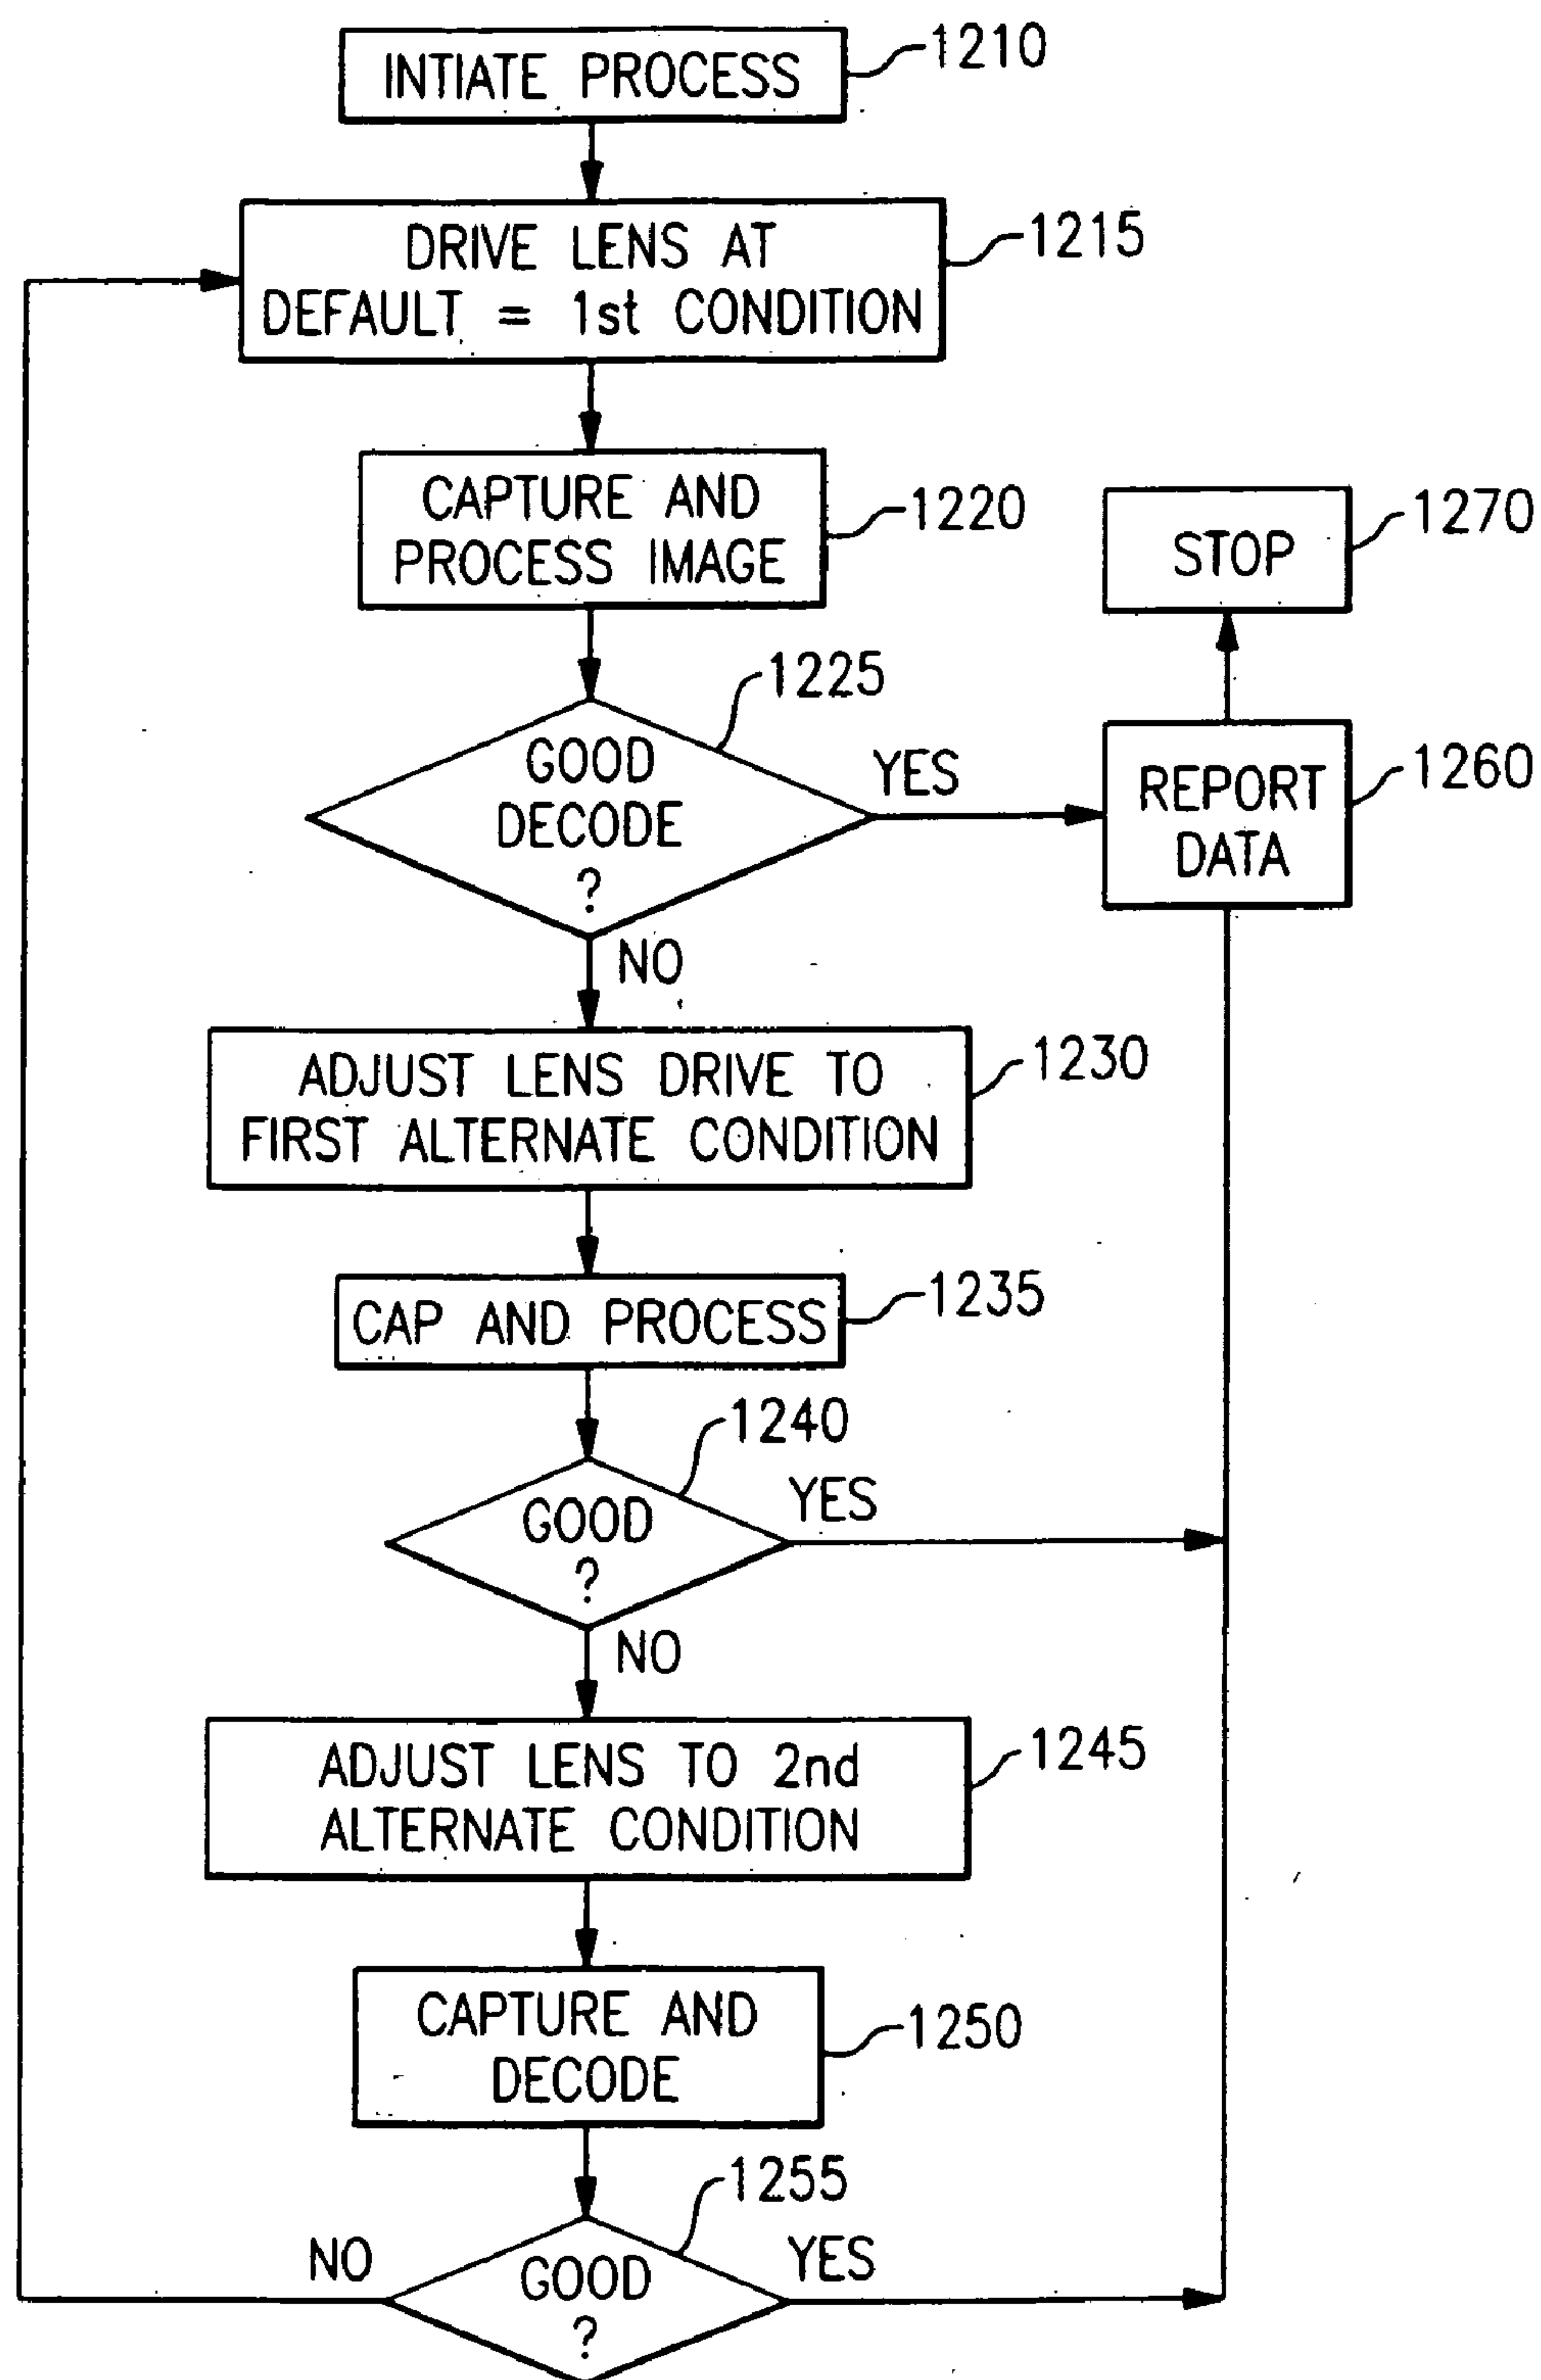 INTIATE PROCESS
1210
DRIVE LENS AT
DEFAULT = 1st CONDITION
1215
CAPTURE AND
PROCESS IMAGE
1220
STOP
1270
GOOD
DECODE
?
1225
YES
NO
REPORT
DATA
1260
ADJUST LENS DRIVE TO
FIRST ALTERNATE CONDITION
1230
CAP AND PROCESS
1235
GOOD
?
1240
YES
NO
ADJUST LENS TO 2nd
ALTERNATE CONDITION
1245
CAPTURE AND
DECODE
1250
GOOD
?
1255
NO
YES